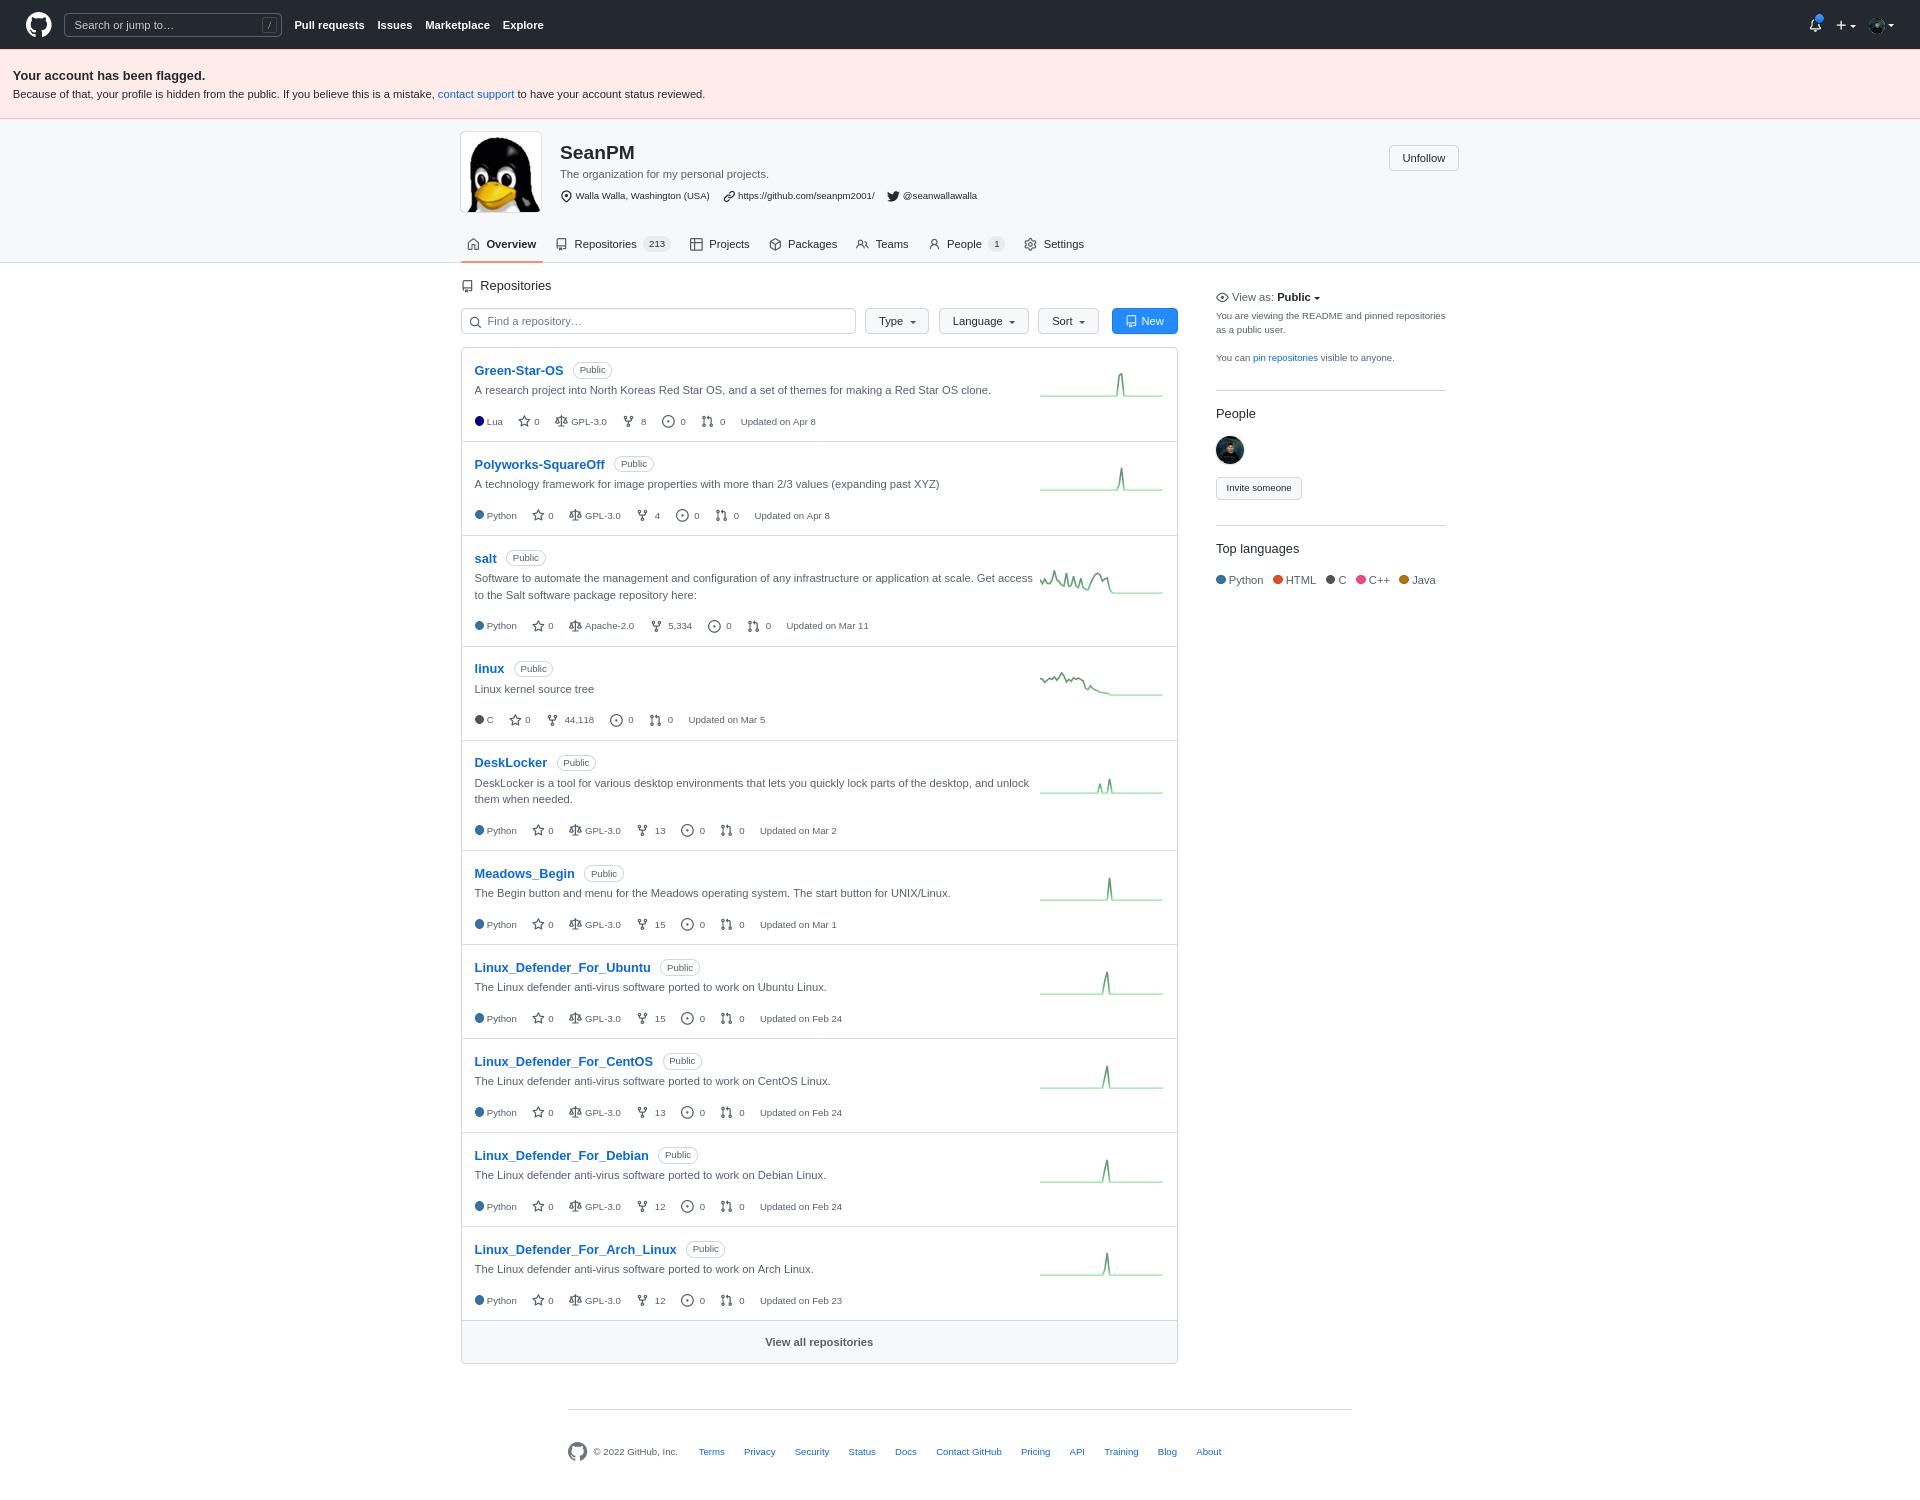 Search or jump to… /
Pull requests Issues Marketplace Explore
Your account has been flagged.
Because of that, your profile is hidden from the public. If you believe this is a mistake, contact support to have your account status reviewed.
SeanPM
The organization for my personal projects.
Walla Walla, Washington (USA) https://github.com/seanpm2001/ @seanwallawalla
Unfollow
Overview Repositories 213 Projects Packages Teams People 1 Settings
Repositories
Find a repository… Type Language Sort New
Green-Star-OS Public
A research project into North Koreas Red Star OS, and a set of themes for making a Red Star OS clone.
Lua 0 GPL-3.0 8 0 0 Updated on Apr 8
Polyworks-SquareOff Public
A technology framework for image properties with more than 2/3 values (expanding past XYZ)
Python 0 GPL-3.0 4 0 0 Updated on Apr 8
salt Public
Software to automate the management and configuration of any infrastructure or application at scale. Get access
to the Salt software package repository here:
Python 0 Apache-2.0 5,334 0 0 Updated on Mar 11
linux Public
Linux kernel source tree
C 0 44,118 0 0 Updated on Mar 5
DeskLocker Public
DeskLocker is a tool for various desktop environments that lets you quickly lock parts of the desktop, and unlock
them when needed.
Python 0 GPL-3.0 13 0 0 Updated on Mar 2
Meadows_Begin Public
The Begin button and menu for the Meadows operating system. The start button for UNIX/Linux.
Python 0 GPL-3.0 15 0 0 Updated on Mar 1
Linux_Defender_For_Ubuntu Public
The Linux defender anti-virus software ported to work on Ubuntu Linux.
Python 0 GPL-3.0 15 0 0 Updated on Feb 24
Linux_Defender_For_CentOS Public
The Linux defender anti-virus software ported to work on CentOS Linux.
Python 0 GPL-3.0 13 0 0 Updated on Feb 24
Linux_Defender_For_Debian Public
The Linux defender anti-virus software ported to work on Debian Linux.
Python 0 GPL-3.0 12 0 0 Updated on Feb 24
Linux_Defender_For_Arch_Linux Public
The Linux defender anti-virus software ported to work on Arch Linux.
Python 0 GPL-3.0 12 0 0 Updated on Feb 23
View all repositories
View as: Public
You are viewing the README and pinned repositories
as a public user.
You can pin repositories visible to anyone.
People
Invite someone
Top languages
Python HTML C C++ Java
© 2022 GitHub, Inc. Terms Privacy Security Status Docs Contact GitHub Pricing API Training Blog About